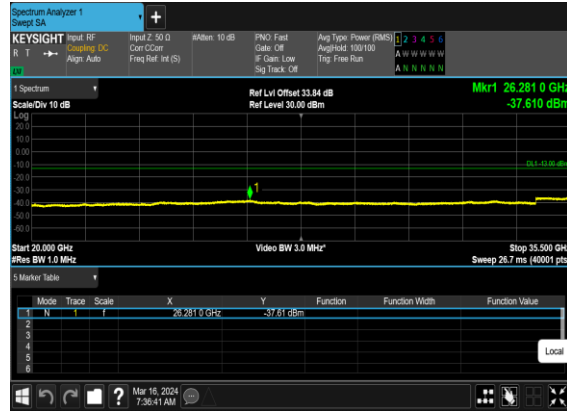 Spectrum Analyzer 1
Swept SA
+
KEYSIGHT Input: RF Input Z: 50 Ω #Atten: 10 dB PNO: Fast Avg Type: Power (RMS) 1 2 3 4 5 6
R T Coupling: DC Corr CCorr Gate: Off Avg|Hold: 100/100 A W W W W W
Align: Auto Freq Ref: Int (S) IF Gain: Low Trig: Free Run
Sig Track: Off A N N N N N
1 Spectrum Ref Lvl Offset 33.84 dB Mkr1 26.281 0 GHz
Scale/Div 10 dB Ref Level 30.00 dBm -37.610 dBm
Log
20.0
10.0
0.00
-10.0
DL1 -13.00 dBm
-20.0
-30.0
1
-40.0
-50.0
-60.0
Start 20.000 GHz Video BW 3.0 MHz* Stop 35.500 GHz
#Res BW 1.0 MHz Sweep 26.7 ms (40001 pts)
5 Marker Table
Mode Trace Scale X Y Function Function Width Function Value
1 N 1 f 26.281 0 GHz -37.61 dBm
2
3
4
5
6
Local
? Mar 16, 2024
7:36:41 AM